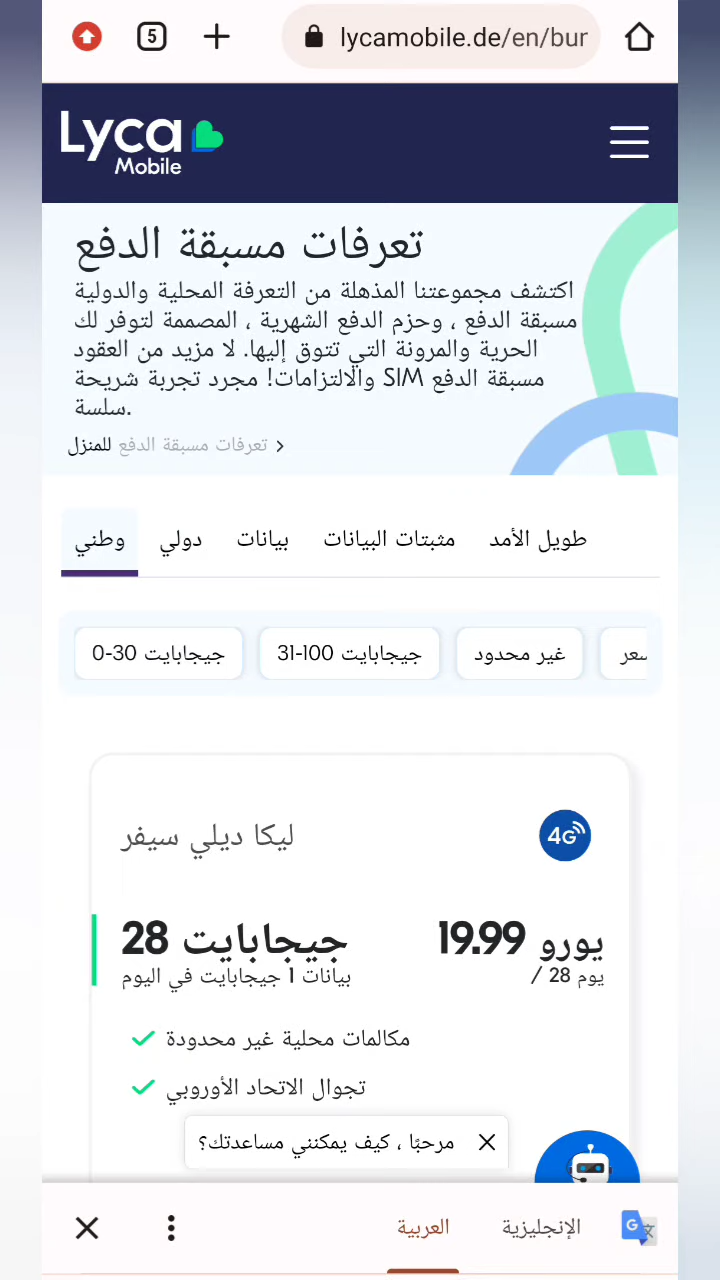 5
lycamobile.de/en/bur
Lyca
Mobile
تعرفات مسبقة الدفع
اكتشف مجموعتنا المذهلة من التعرفة المحلية والدولية
مسبقة الدفع ، وحزم الدفع الشهرية ، المصممة لتوفر لك
الحرية والمرونة التي تتوق إليها. لا مزيد من العقود
والالتزامات! مجرد تجربة شريحة SIM مسبقة الدفع
سلسة.
للمنزل تعرفات مسبقة الدفع
وطني دولي بيانات مثبتات البيانات طويل الأمد
0-30 جيجابايت 31-100 جيجابايت غير محدود سعر
ليكا ديلي سيفر 4G
28 جيجابايت 19.99 يورو
بيانات 1 جيجابايت في اليوم / 28 يوم
مكالمات محلية غير محدودة
تجوال الاتحاد الأوروبي
مرحبًا ، كيف يمكنني مساعدتك؟
العربية الإنجليزية G